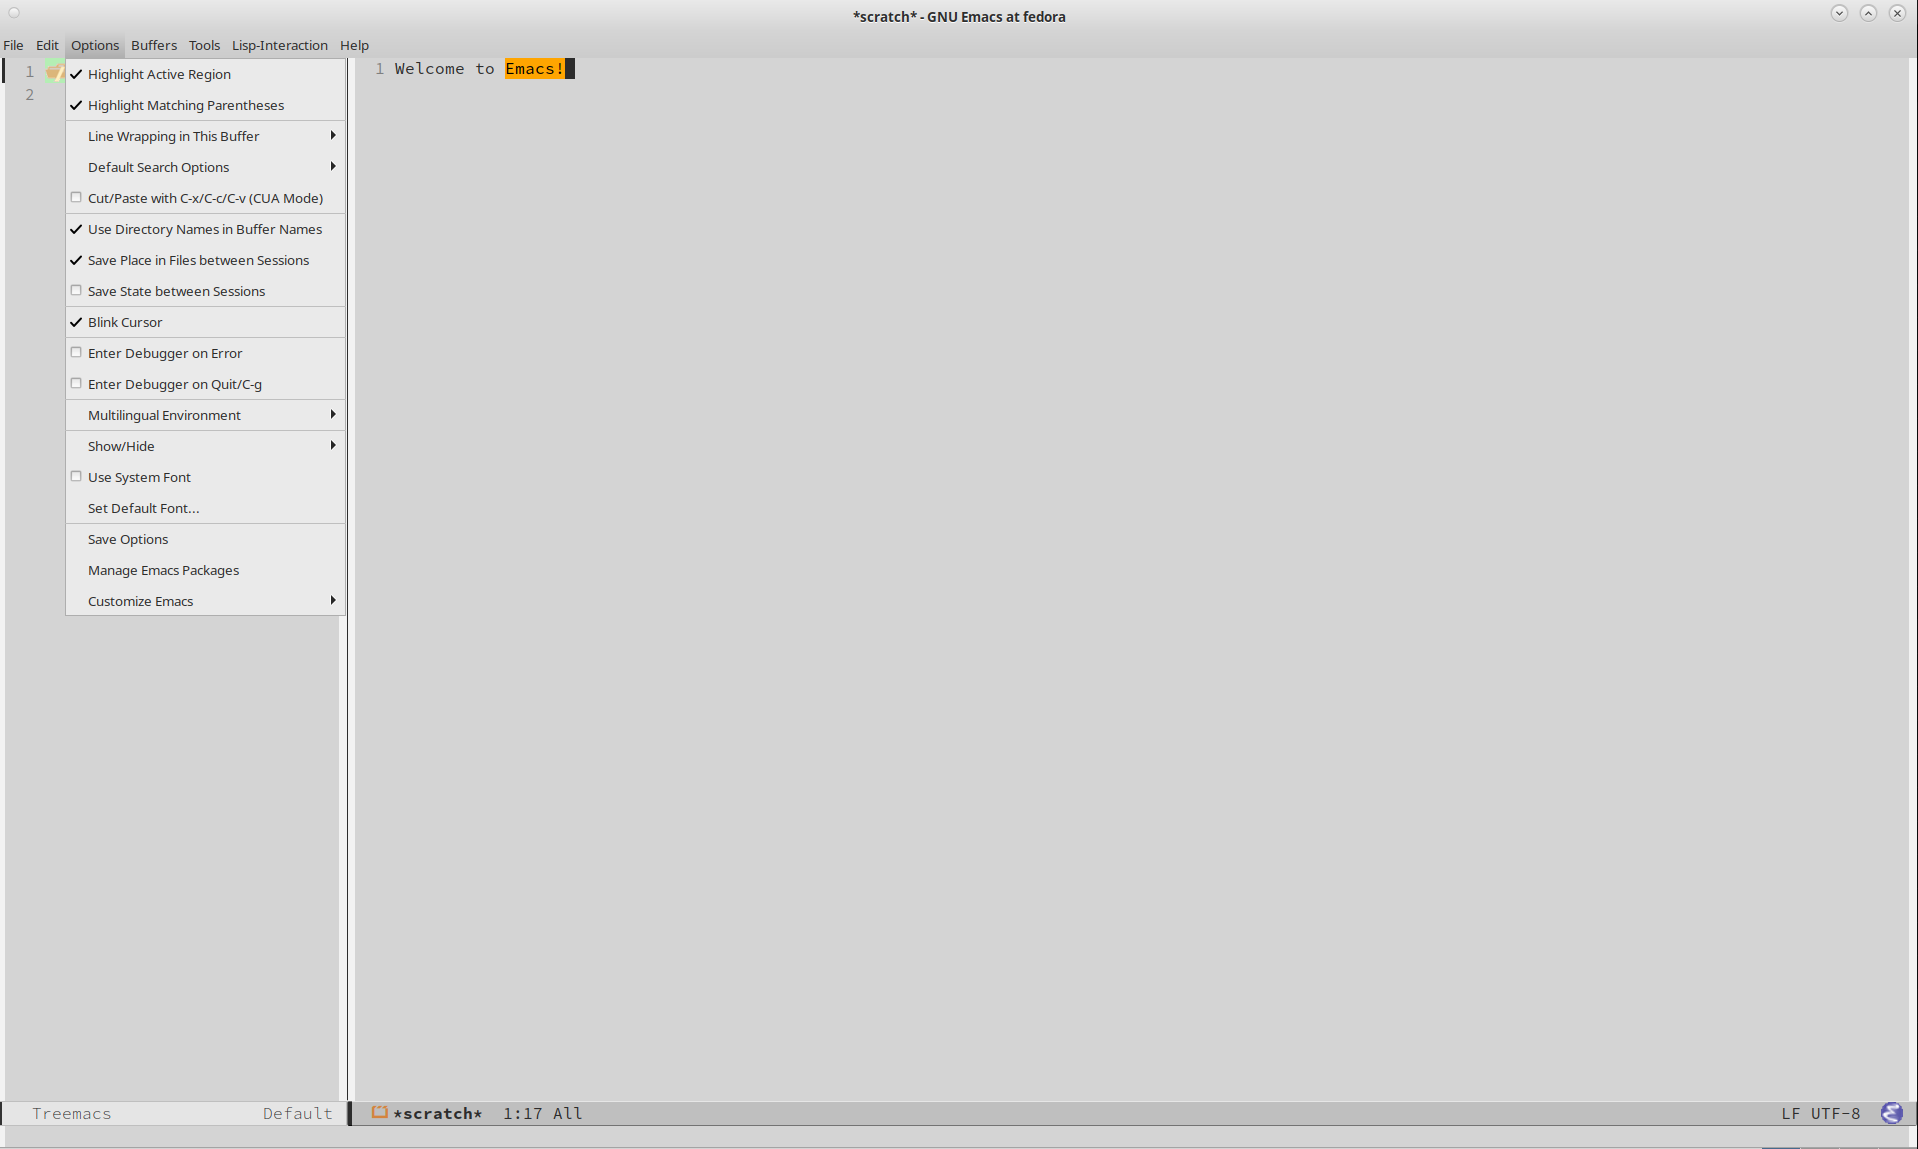 *scratch* - GNU Emacs at fedora
File Edit Options Buffers Tools Lisp-Interaction Help
1
2
Highlight Active Region
Highlight Matching Parentheses
Line Wrapping in This Buffer
Default Search Options
Cut/Paste with C-x/C-c/C-v (CUA Mode)
Use Directory Names in Buffer Names
Save Place in Files between Sessions
Save State between Sessions
Blink Cursor
Enter Debugger on Error
Enter Debugger on Quit/C-g
Multilingual Environment
Show/Hide
Use System Font
Set Default Font...
Save Options
Manage Emacs Packages
Customize Emacs
1 Welcome to Emacs!
Treemacs Default
*scratch* 1:17 All LF UTF-8